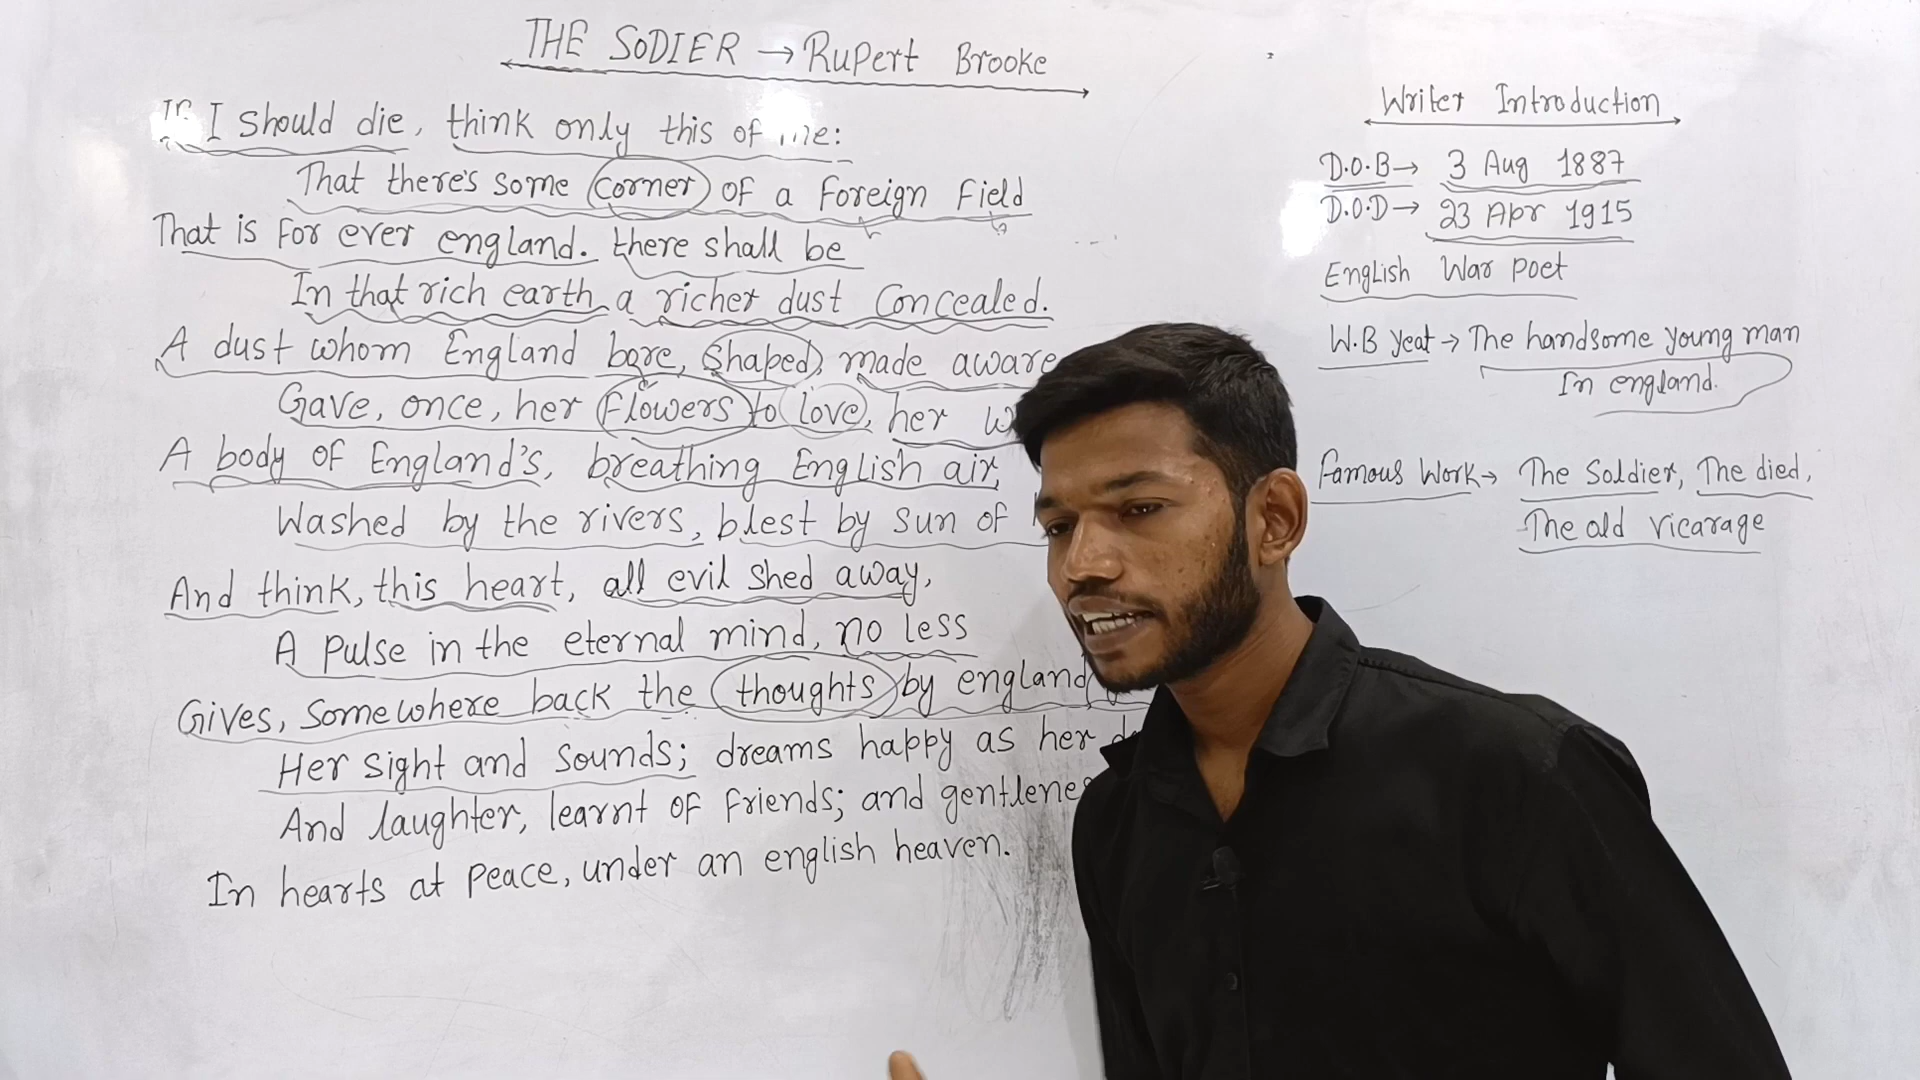 THE SODIER → Rupert Brooke
If I should die, think only this of me:
That there's some corner of a foreign field
That is for ever england. there shall be
In that rich earth a richer dust concealed.
A dust whom England bore, shaped, made aware
Gave, once, her flowers to love, her
A body of England's, breathing English air,
Washed by the rivers, blest by sun of
And think, this heart, all evil shed away,
A pulse in the eternal mind, no less
Gives, somewhere back the thoughts by england
Her sight and sounds; dreams happy as her
And laughter, learnt of friends; and
In hearts at peace, under an english heaven.
Writer Introduction
D.O.B → 3 Aug 1887
D.O.D → 23 Apr 1915
English War poet
W.B yeat → The handsome young man
In england.
Famous Work → The Soldier, The died,
The old vicarage